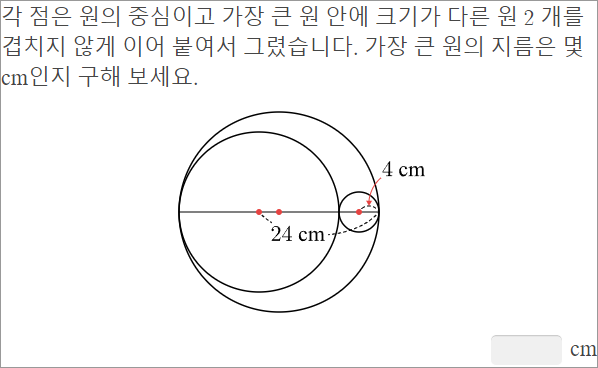 각 점은 원의 중심이고 가장 큰 원 안에 크기가 다른 원 2 개를
겹치지 않게 이어 붙여서 그렸습니다. 가장 큰 원의 지름은 몇
cm인지 구해 보세요.
4 cm
24 cm
cm